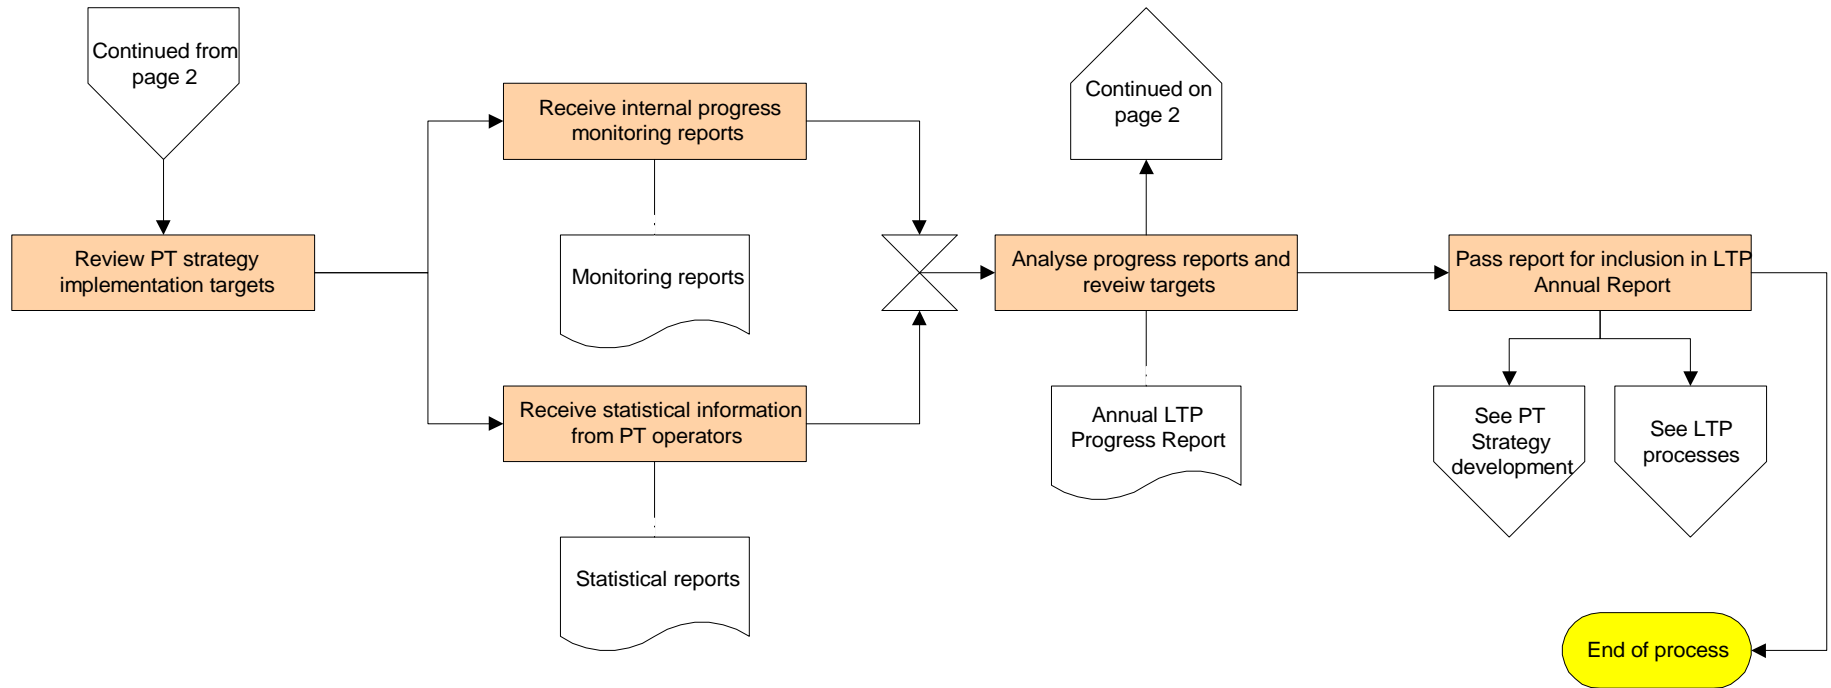 Continued from
page 2
Review PT strategy
implementation targets
Receive internal progress
monitoring reports
Monitoring reports
Receive statistical information
from PT operators
Statistical reports
Continued on
page 2
Analyse progress reports and
reveiw targets
Annual LTP
Progress Report
Pass report for inclusion in LTP
Annual Report
See PT
Strategy
development
See LTP
processes
End of process